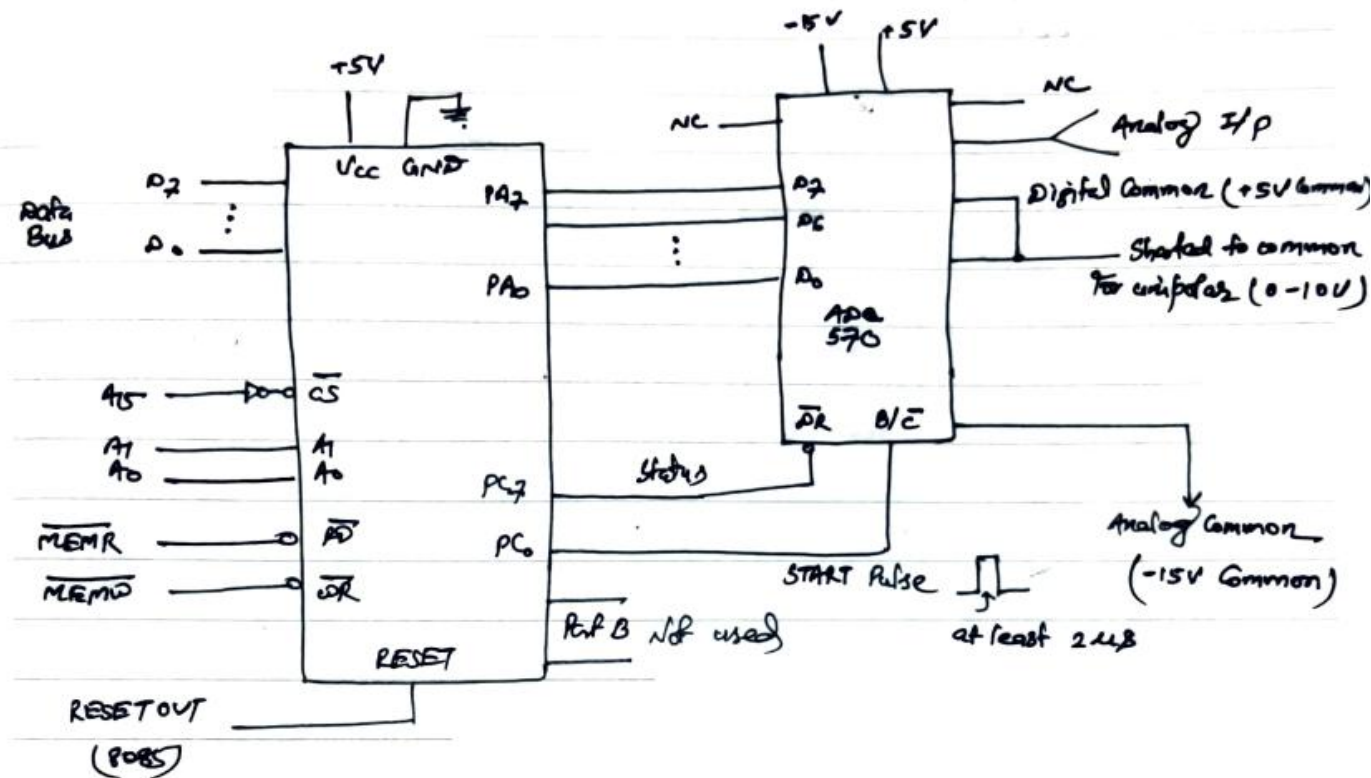 -15V +5V
+5V
NC
NC
Analog I/P
Vcc GND
D7
PA7
D7
Digital Common (+5V Common)
Data
Bus
D6
D0
Shorted to common
PA0
D0
For unipolar (0-10V)
ADC
570
A15
CS
DR B/C
A1
A1
A0
A0
Status
PC7
MEMR
RD
PC0
Analog Common
(-15V Common)
START Pulse
MEMW
WR
Port B Not used
at least 2 μs
RESET
RESET OUT
(8085)